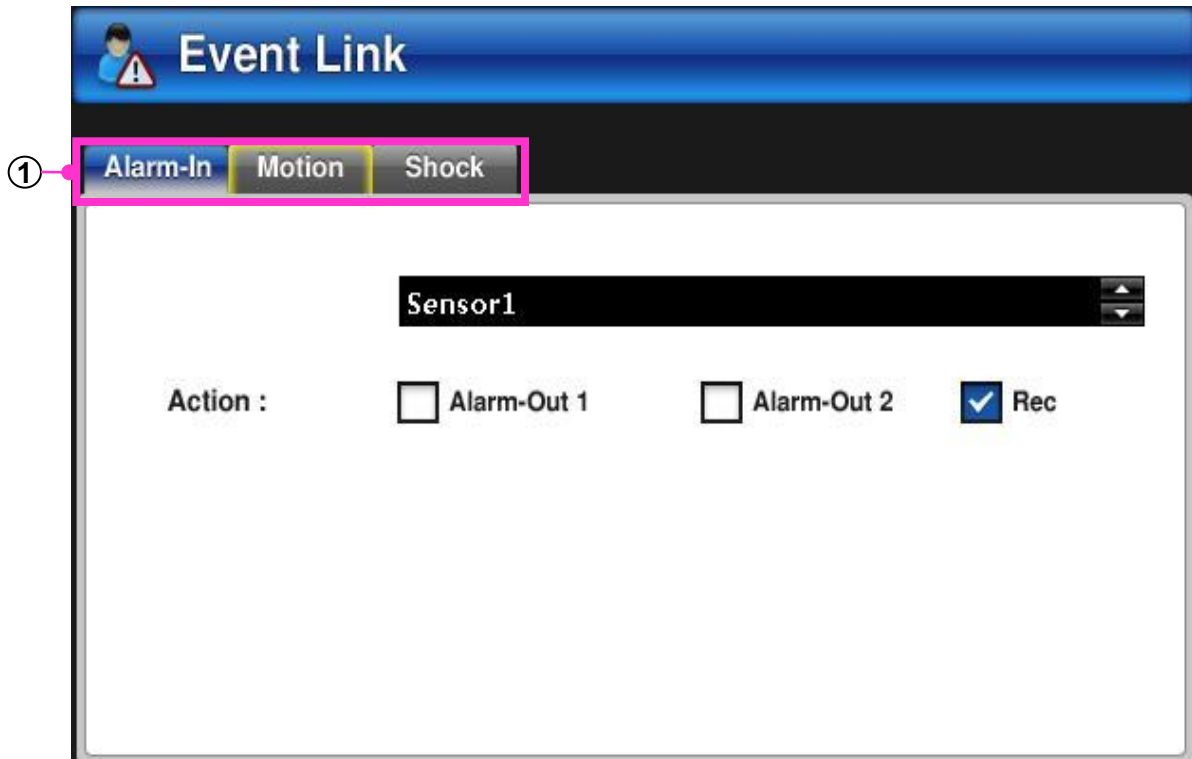 Event Link
① Alarm-In Motion Shock
Sensor1
Action : Alarm-Out 1 Alarm-Out 2 Rec